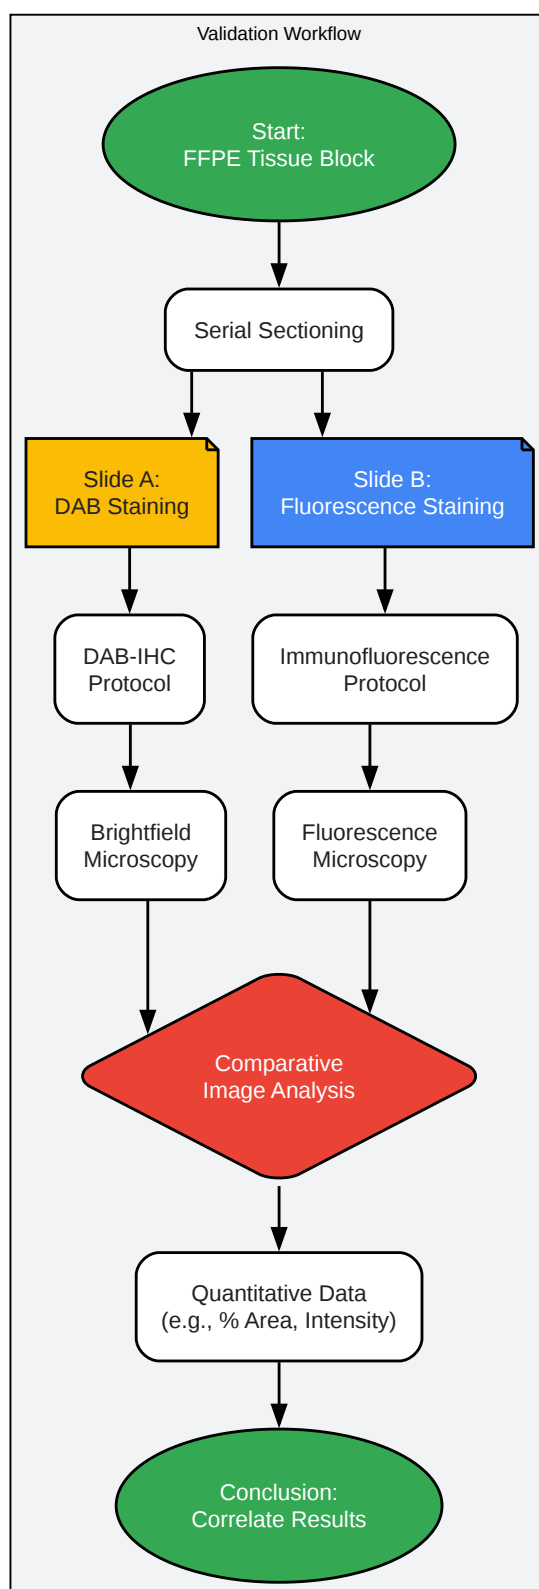 Validation Workflow
Start:
FFPE Tissue Block
Serial Sectioning
Slide A:
DAB Staining
Slide B:
Fluorescence Staining
DAB-IHC
Protocol
Immunofluorescence
Protocol
Brightfield
Microscopy
Fluorescence
Microscopy
Comparative
Image Analysis
Quantitative Data
(e.g., % Area, Intensity)
Conclusion:
Correlate Results